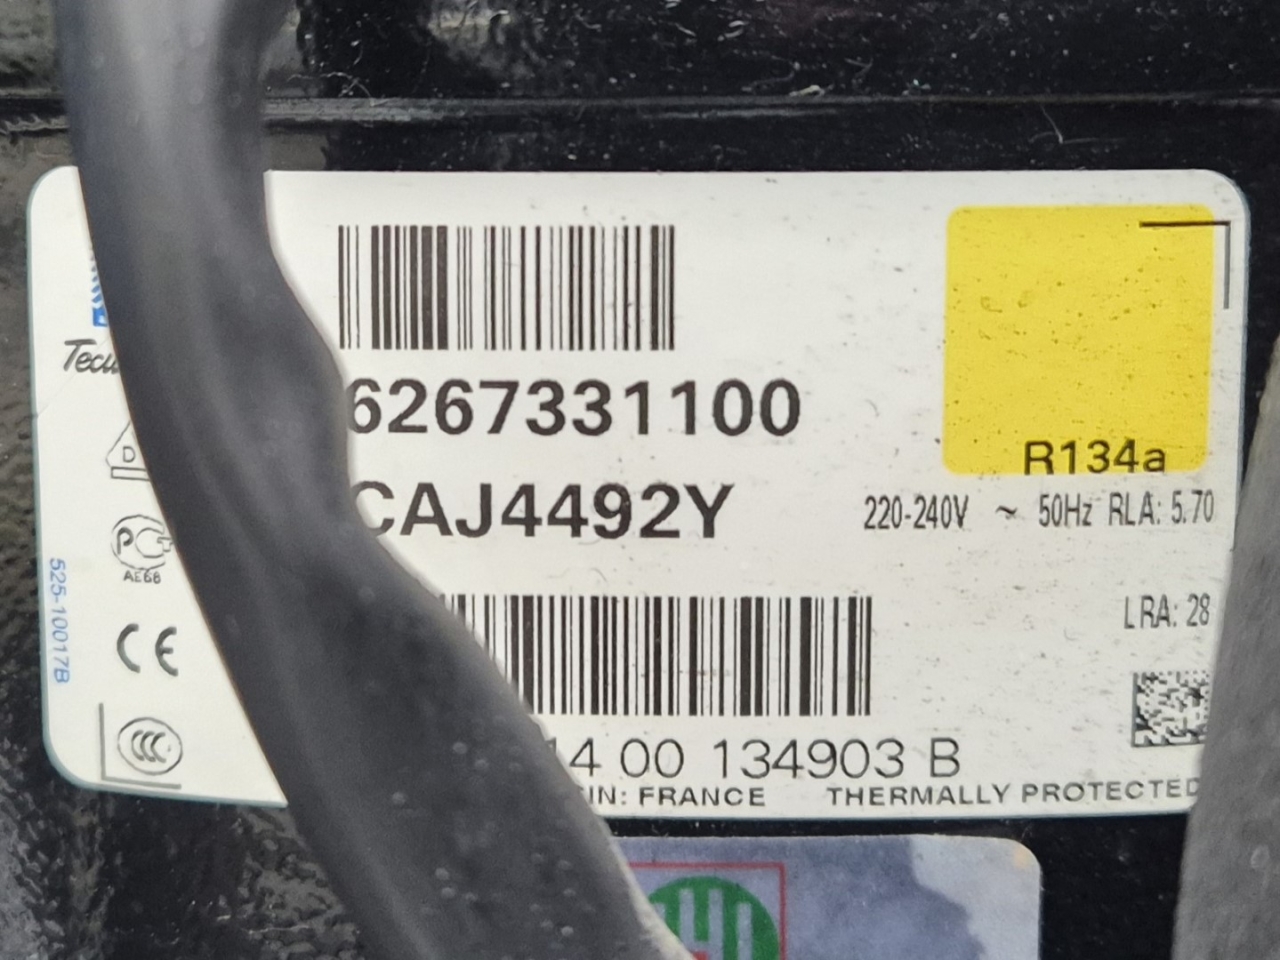 6267331100
R134a
CAJ4492Y
220-240V ~ 50Hz RLA: 5.70
D
AE68
525-10017B
CE
LRA: 28
CCC
14 00 134903 B
FRANCE THERMALLY PROTECTED